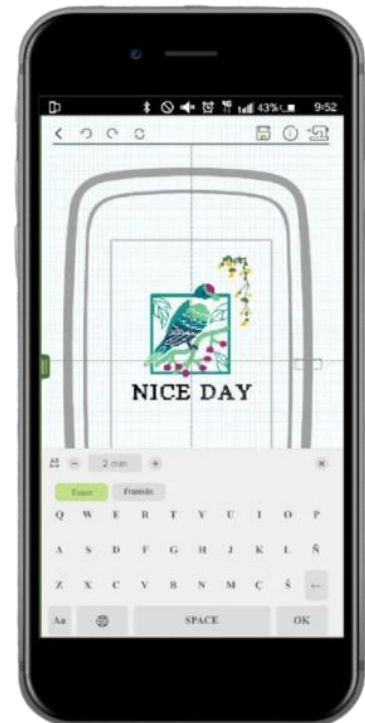 43% 9:52
NICE DAY
2 mm
Q W E R T Y U I O P
A S D F G H J K L Ñ
Z X C V B N M Ç Š
Aa SPACE OK